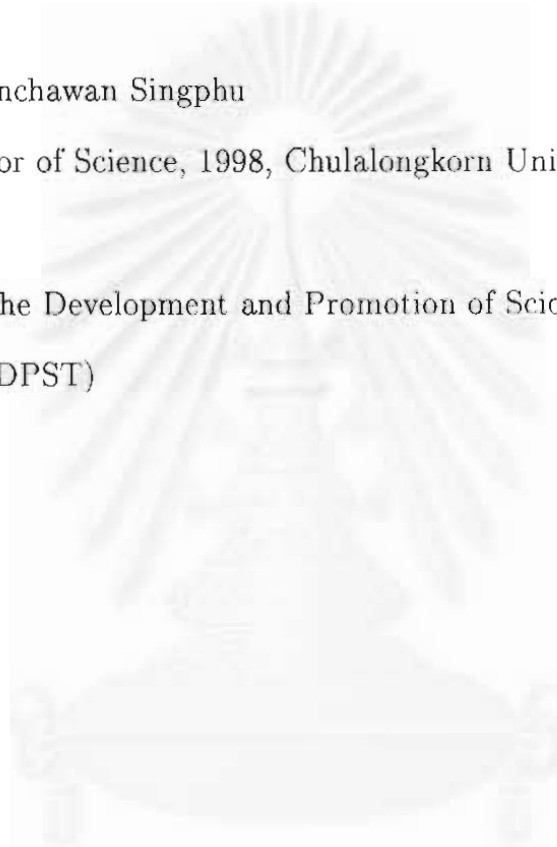 nchawan Singphu
or of Science, 1998, Chulalongkorn Uni
he Development and Promotion of Scie
DPST)